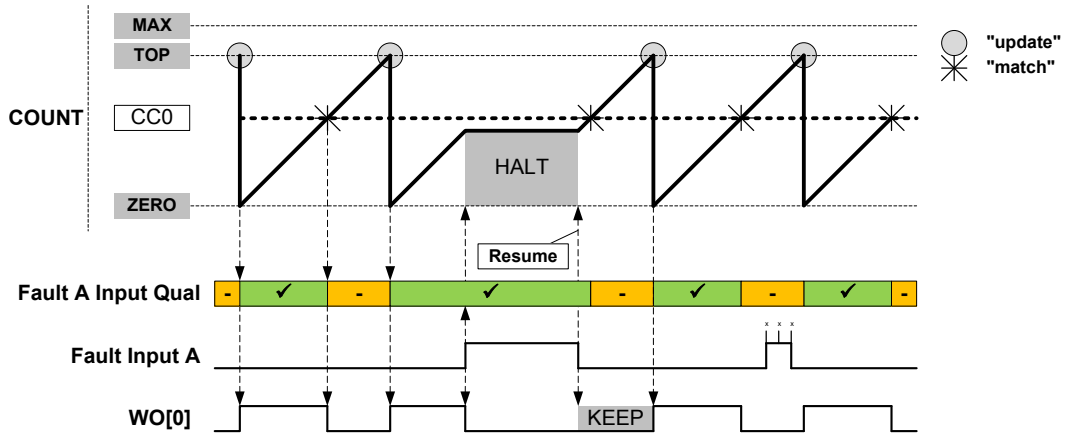 MAX
TOP
"update"
"match"
COUNT
CC0
HALT
ZERO
Resume
Fault A Input Qual
- ✓ - ✓ - ✓ - ✓ -
x x x
Fault Input A
WO[0]
KEEP